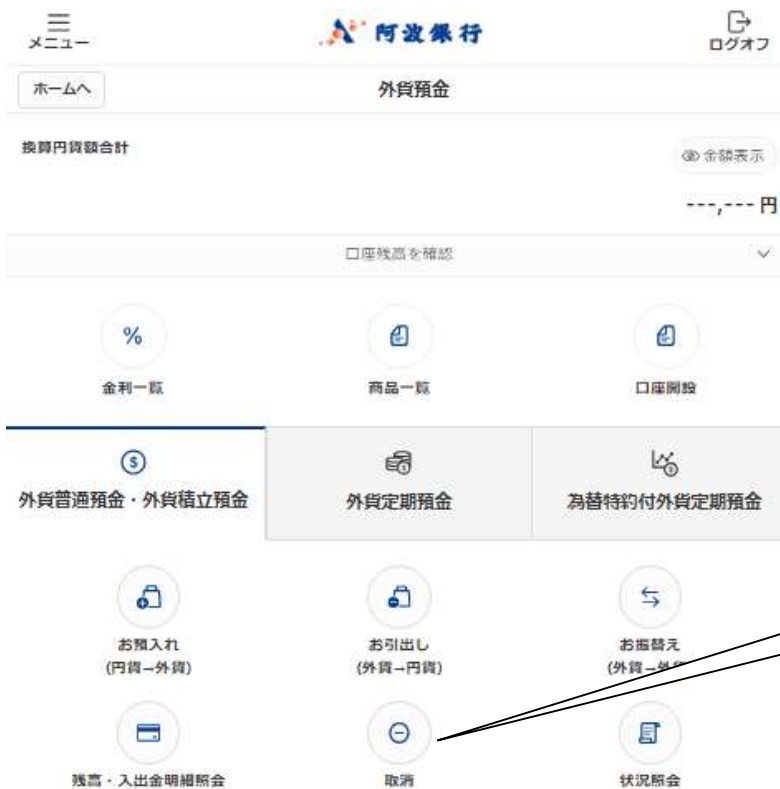 メニュー
阿波銀行
ログオフ
ホームへ
外貨預金
換算円貨額合計
金額表示
---,--- 円
口座残高を確認
%
金利一覧
商品一覧
口座開設
$
外貨普通預金・外貨積立預金
外貨定期預金
為替特約付外貨定期預金
お預入れ
(円貨→外貨)
お引出し
(外貨→円貨)
お振替え
(外貨→外貨
残高・入出金明細照会
取消
状況照会